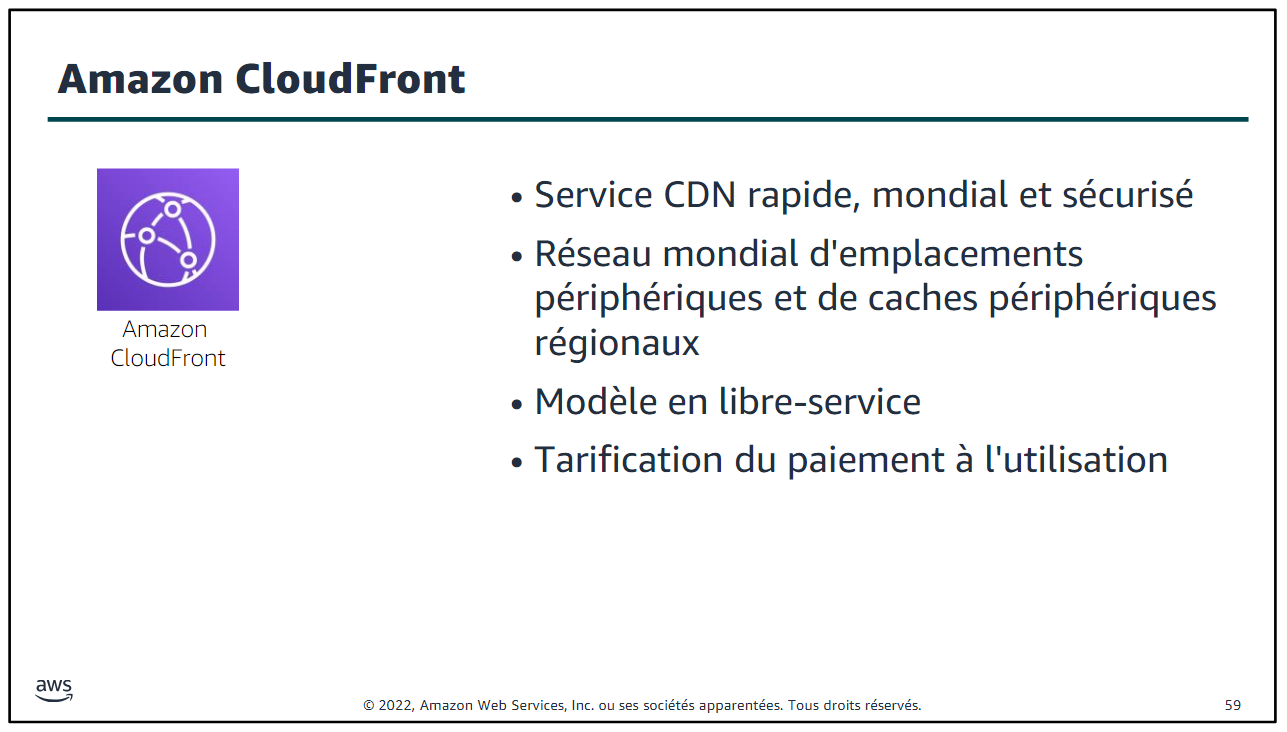 Amazon CloudFront
Amazon
CloudFront
• Service CDN rapide, mondial et sécurisé
• Réseau mondial d'emplacements
périphériques et de caches périphériques
régionaux
• Modèle en libre-service
• Tarification du paiement à l'utilisation
aws
© 2022, Amazon Web Services, Inc. ou ses sociétés apparentées. Tous droits réservés.
59